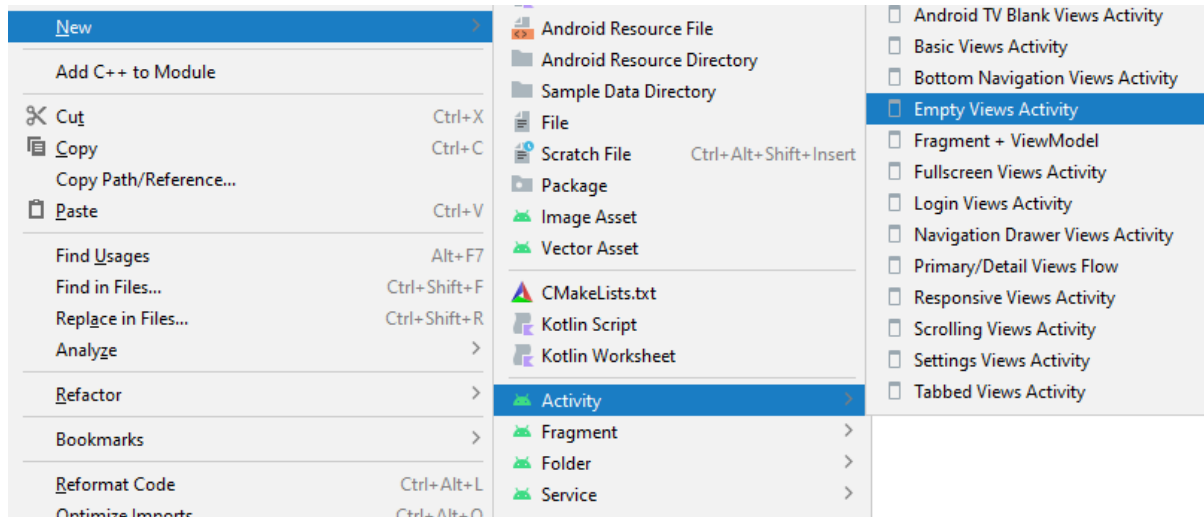 New
Add C++ to Module
Cut Ctrl+X
Copy Ctrl+C
Copy Path/Reference...
Paste Ctrl+V
Find Usages Alt+F7
Find in Files... Ctrl+Shift+F
Replace in Files... Ctrl+Shift+R
Analyze
Refactor
Bookmarks
Reformat Code Ctrl+Alt+L
Optimize Imports Ctrl+Alt+O
Android Resource File
Android Resource Directory
Sample Data Directory
File
Scratch File Ctrl+Alt+Shift+Insert
Package
Image Asset
Vector Asset
CMakeLists.txt
Kotlin Script
Kotlin Worksheet
Activity
Fragment
Folder
Service
Android TV Blank Views Activity
Basic Views Activity
Bottom Navigation Views Activity
Empty Views Activity
Fragment + ViewModel
Fullscreen Views Activity
Login Views Activity
Navigation Drawer Views Activity
Primary/Detail Views Flow
Responsive Views Activity
Scrolling Views Activity
Settings Views Activity
Tabbed Views Activity